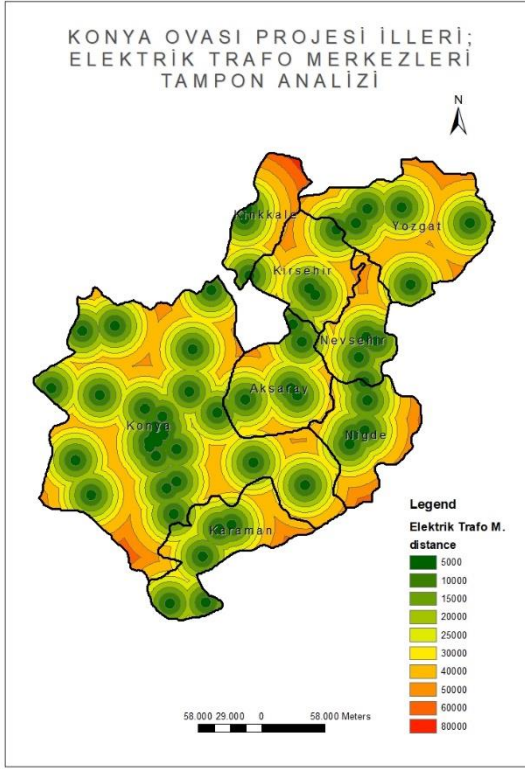 KONYA OVASI PROJESİ İLLERİ;
ELEKTRİK TRAFO MERKEZLERİ
TAMPON ANALİZİ
N
Kırıkkale
Yozgat
Kırşehir
Nevşehir
Aksaray
Konya
Niğde
Karaman
Legend
Elektrik Trafo M.
distance
5000
10000
15000
20000
25000
30000
40000
50000
60000
80000
58.000 29.000 0 58.000 Meters